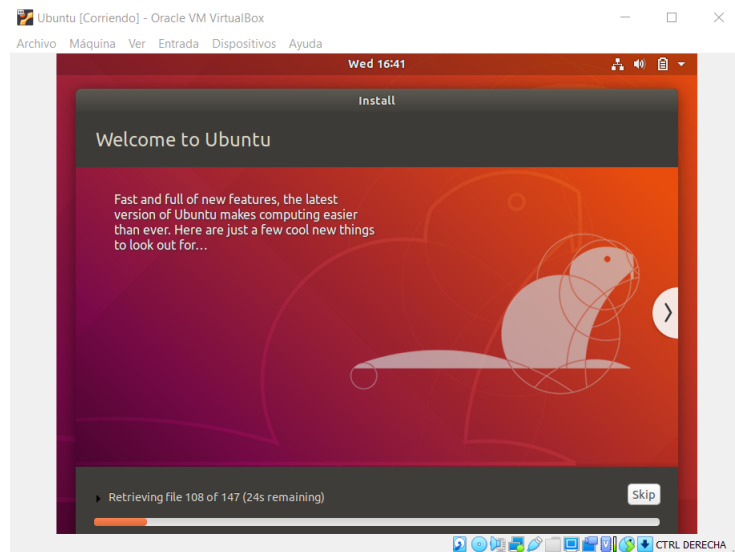 Ubuntu [Corriendo] - Oracle VM VirtualBox
Archivo Máquina Ver Entrada Dispositivos Ayuda
Wed 16:41
Install
Welcome to Ubuntu
Fast and full of new features, the latest
version of Ubuntu makes computing easier
than ever. Here are just a few cool new things
to look out for...
Retrieving file 108 of 147 (24s remaining)
Skip
CTRL DERECHA